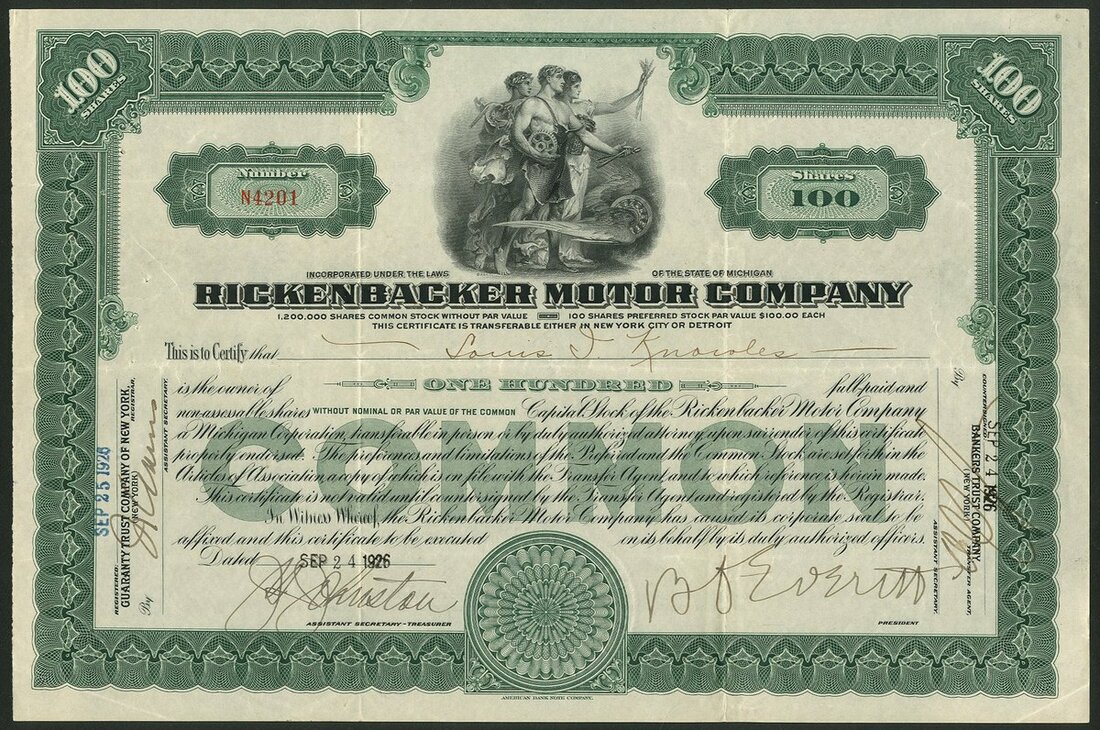 100 SHARES
100 SHARES
Number
N4201
Shares
100
INCORPORATED UNDER THE LAWS OF THE STATE OF MICHIGAN
RICKENBACKER MOTOR COMPANY
1,200,000 SHARES COMMON STOCK WITHOUT PAR VALUE 100 SHARES PREFERRED STOCK PAR VALUE $100.00 EACH
THIS CERTIFICATE IS TRANSFERABLE EITHER IN NEW YORK CITY OR DETROIT
This is to Certify that Louis I Knowles
is the owner of ONE HUNDRED full-paid and
non-assessable shares WITHOUT NOMINAL OR PAR VALUE OF THE COMMON Capital Stock of the Rickenbacker Motor Company
a Michigan Corporation, transferable in person or by duly authorized attorney upon surrender of this certificate
properly endorsed. The preferences and limitations of the Preferred and the Common Stock are set forth in the
Articles of Association, a copy of which is on file with the Transfer Agent, and to which reference is herein made.
This certificate is not valid until countersigned by the Transfer Agent and registered by the Registrar.
COMMON
In Witness Whereof, the Rickenbacker Motor Company has caused its corporate seal to be
affixed and this certificate to be executed on its behalf by its duly authorized officers.
Dated SEP 24 1926
Johnston
ASSISTANT SECRETARY-TREASURER
B F Everitt
PRESIDENT
AMERICAN BANK NOTE COMPANY.
SEP 25 1926
REGISTERED:
GUARANTY TRUST COMPANY OF NEW YORK,
(NEW YORK) REGISTRAR,
By
ASSISTANT SECRETARY.
COUNTERSIGNED
SEP 24 1926
BANKERS TRUST COMPANY,
(NEW YORK) TRANSFER AGENT.
By
ASSISTANT SECRETARY.